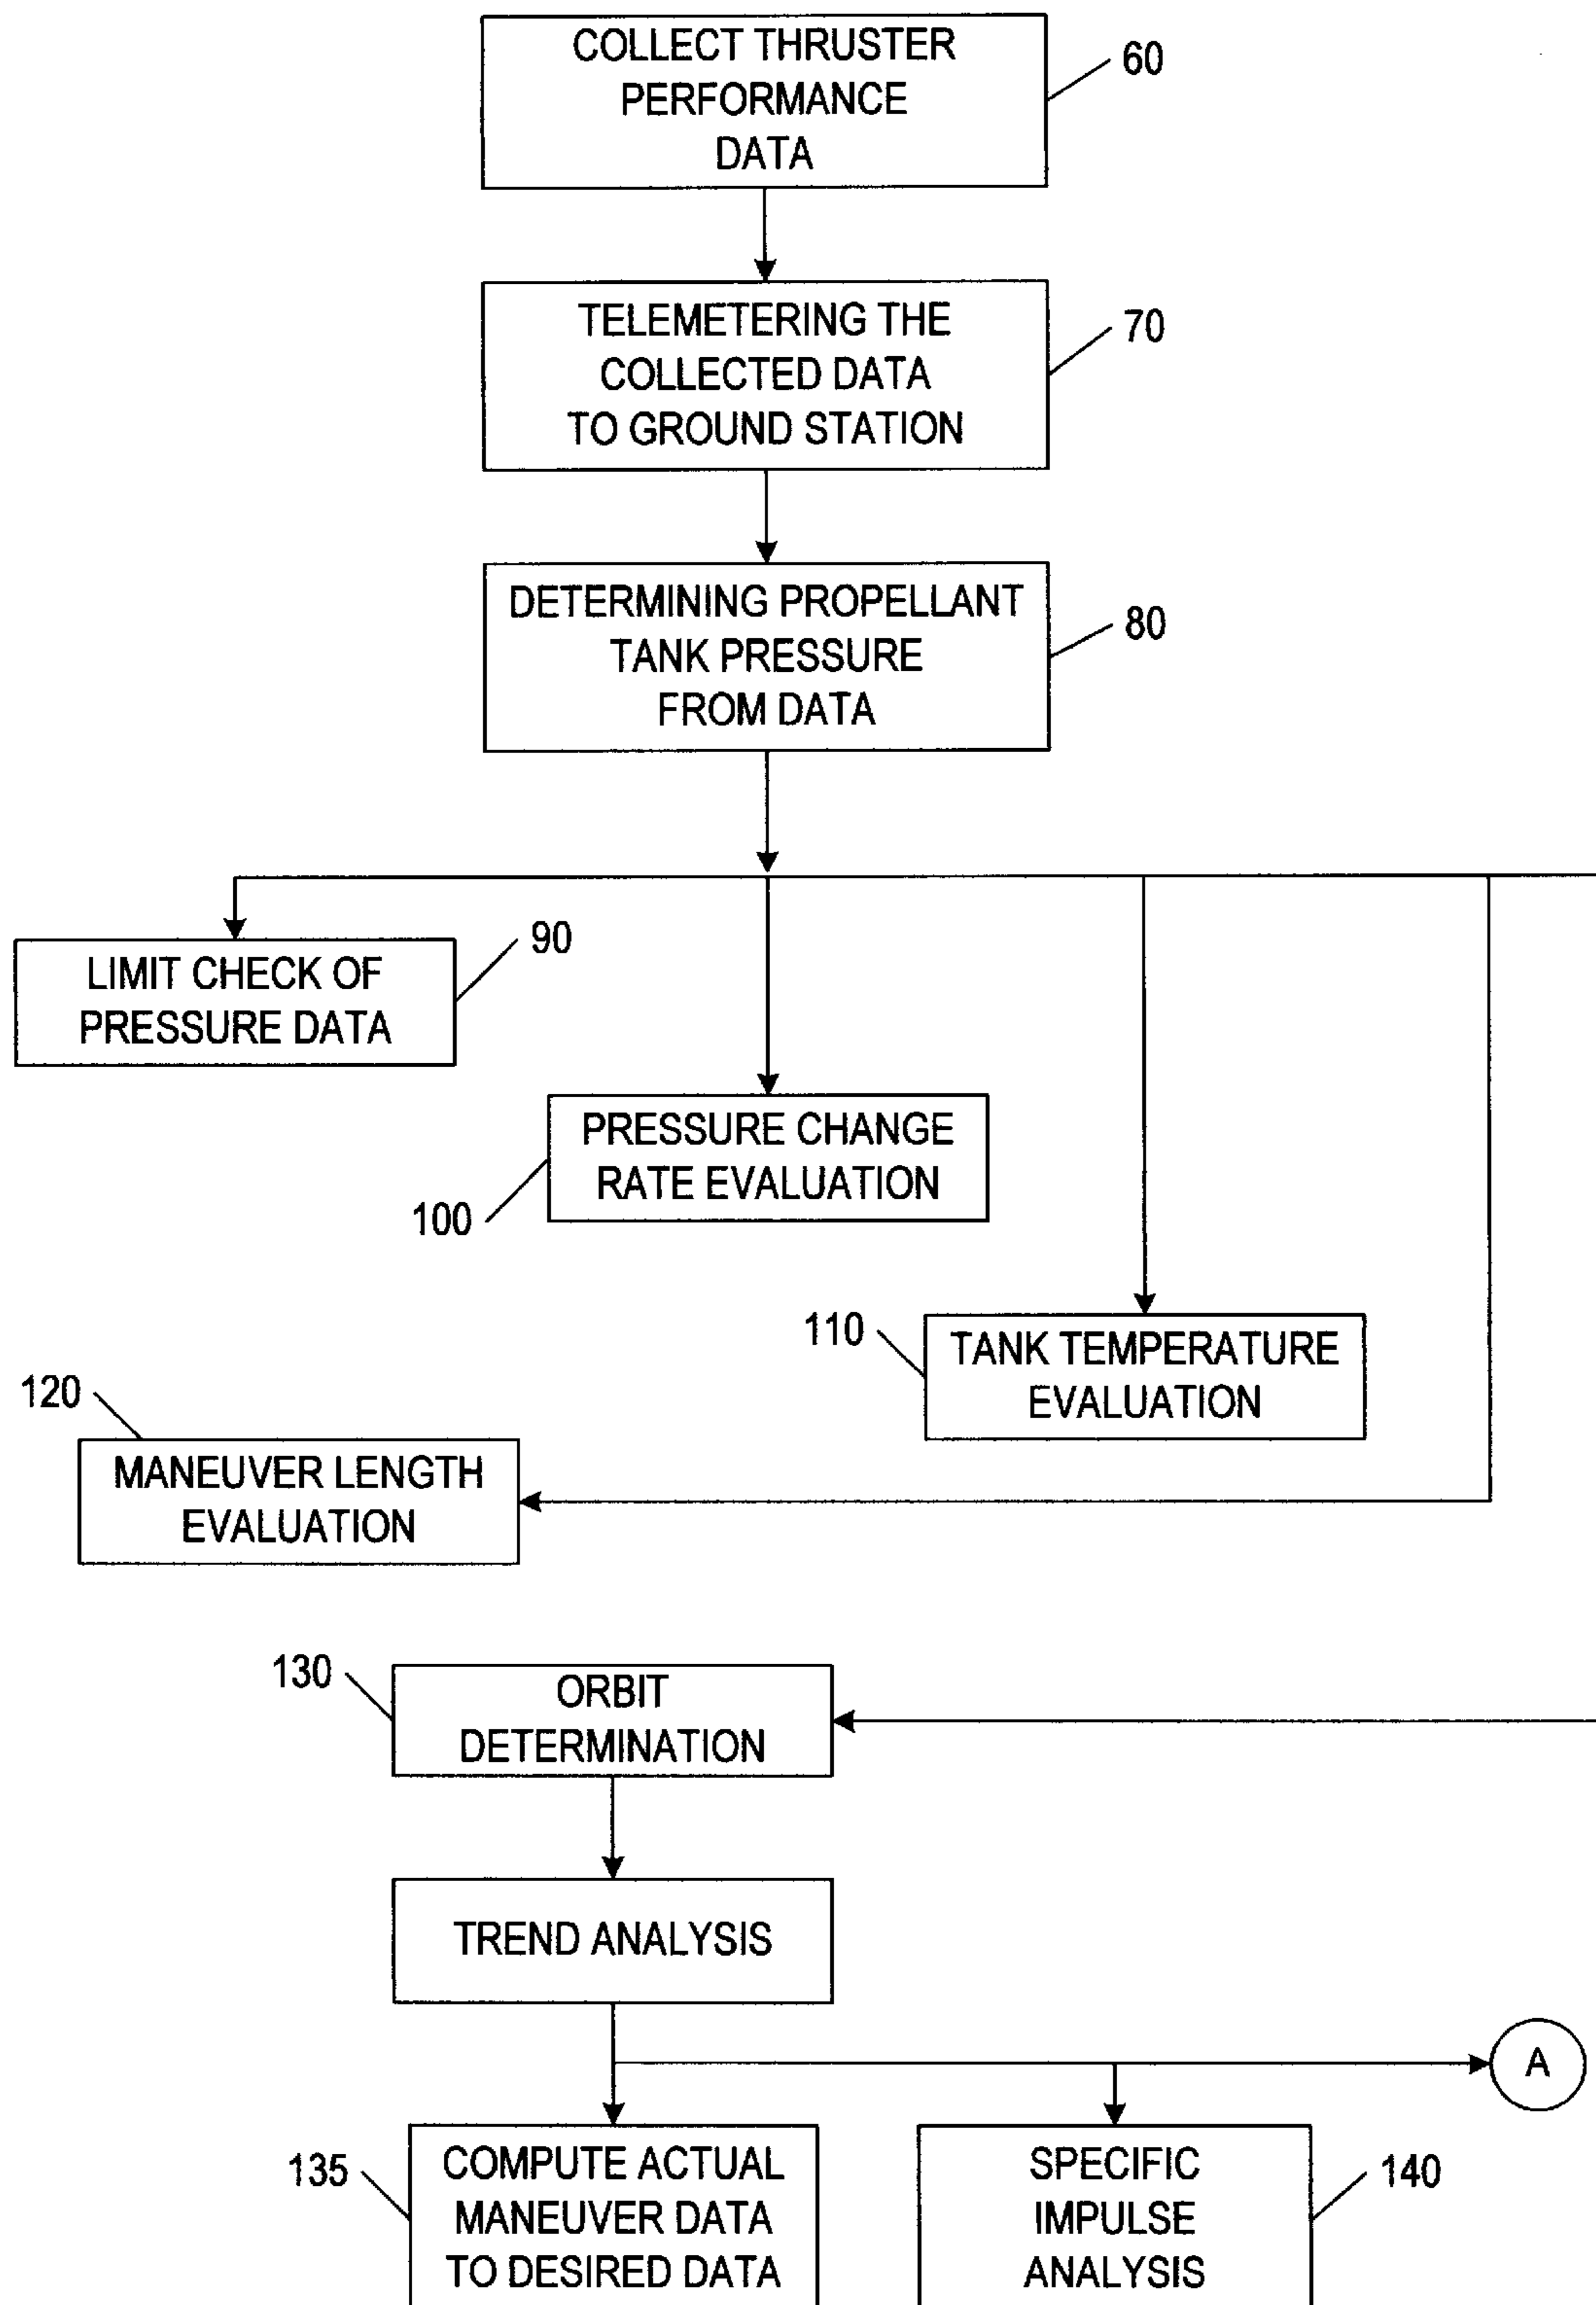 COLLECT THRUSTER
PERFORMANCE
DATA
60
TELEMETERING THE
COLLECTED DATA
TO GROUND STATION
70
DETERMINING PROPELLANT
TANK PRESSURE
FROM DATA
80
LIMIT CHECK OF
PRESSURE DATA
90
PRESSURE CHANGE
RATE EVALUATION
100
110
TANK TEMPERATURE
EVALUATION
120
MANEUVER LENGTH
EVALUATION
130
ORBIT
DETERMINATION
TREND ANALYSIS
A
135
COMPUTE ACTUAL
MANEUVER DATA
TO DESIRED DATA
SPECIFIC
IMPULSE
ANALYSIS
140